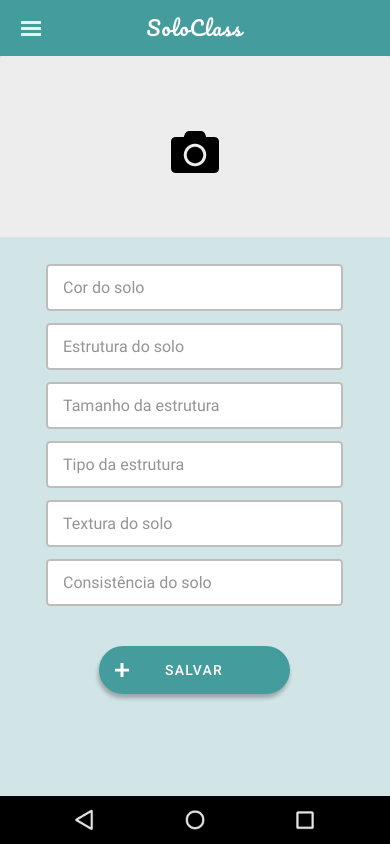 SoloClass
Cor do solo
Estrutura do solo
Tamanho da estrutura
Tipo da estrutura
Textura do solo
Consistência do solo
SALVAR